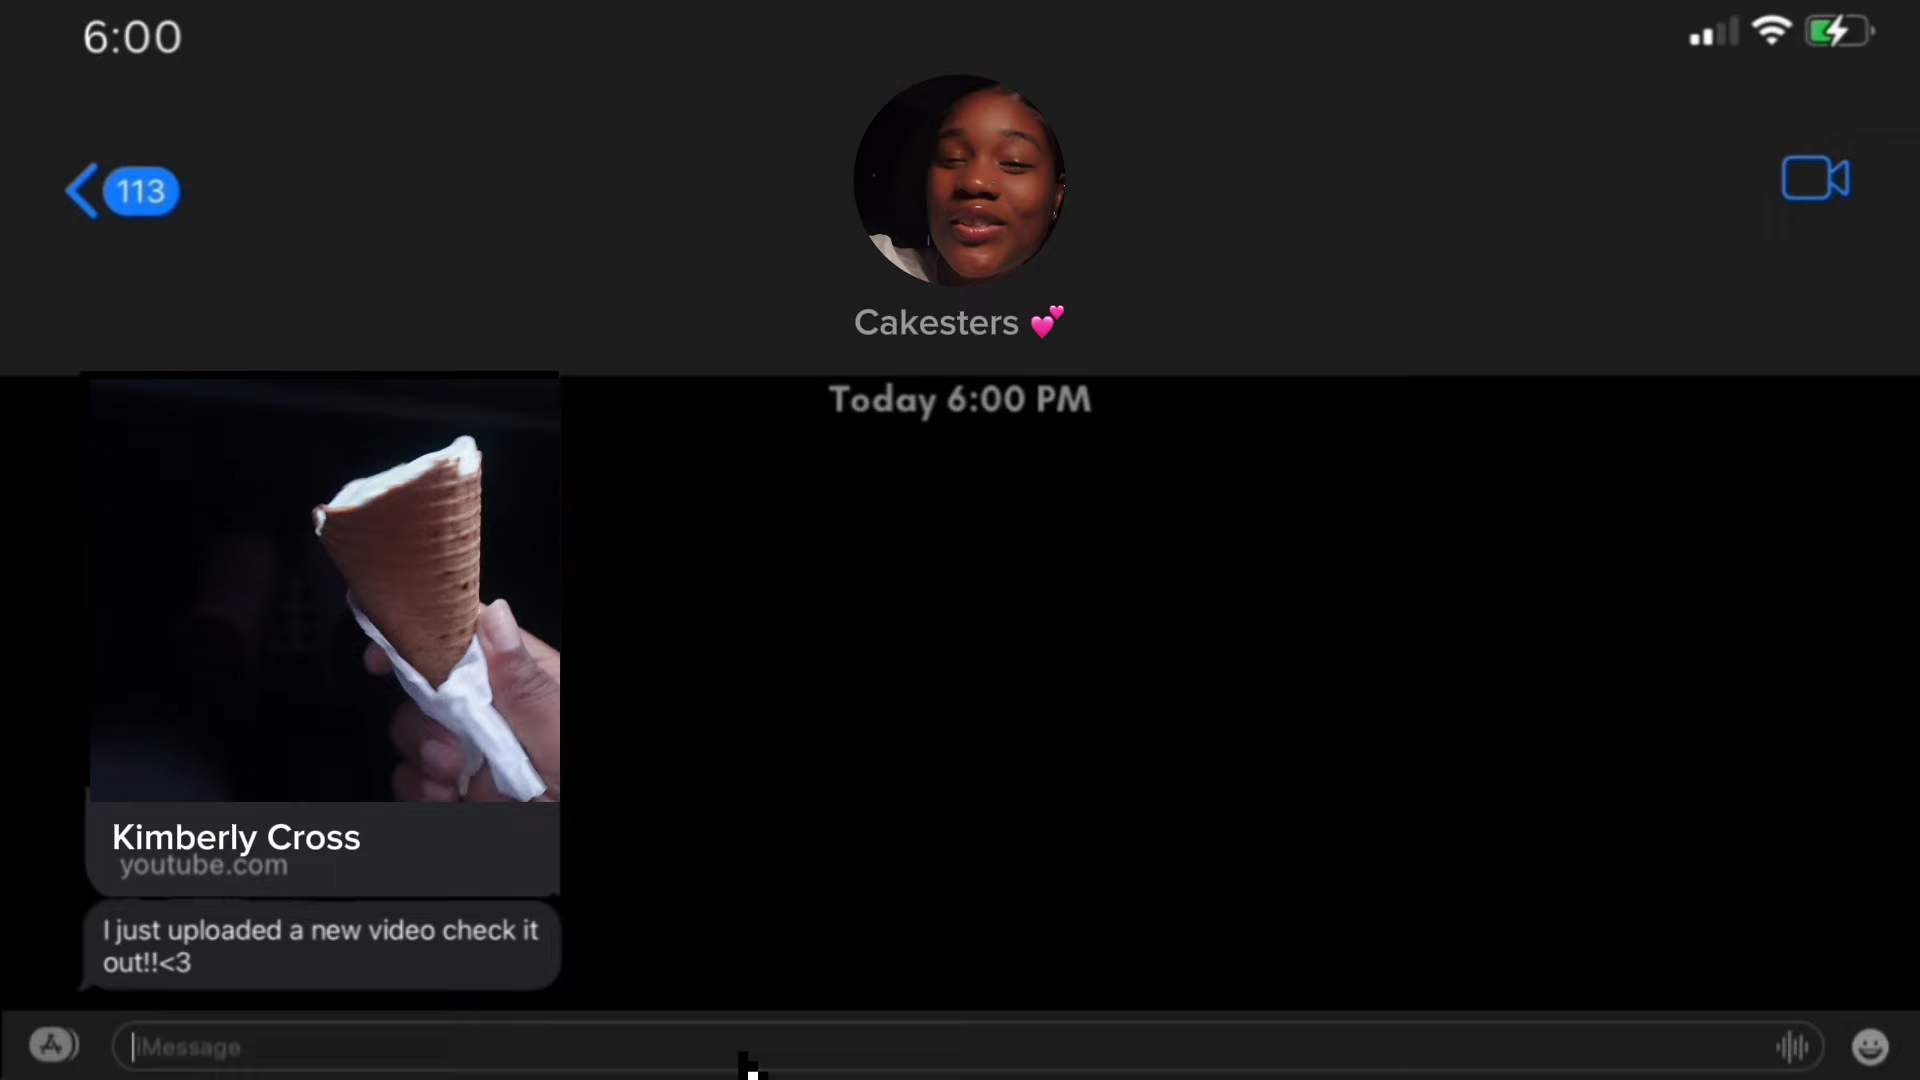 6:00
113
Cakesters 💕
Today 6:00 PM
Kimberly Cross
youtube.com
I just uploaded a new video check it
out!!<3
iMessage